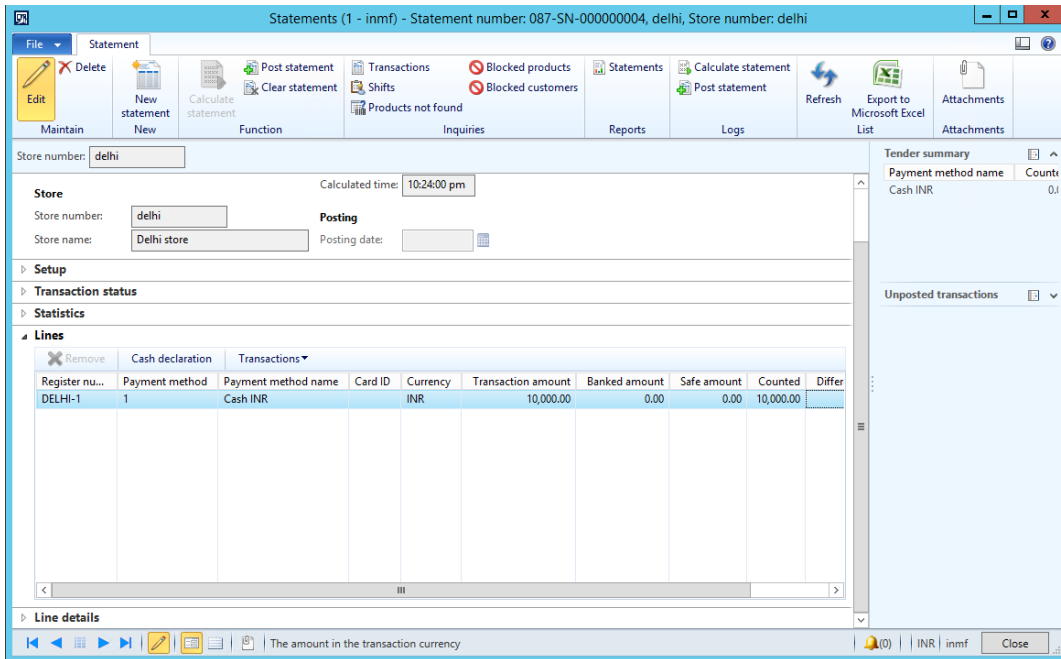 Statements (1 - inmf) - Statement number: 087-SN-000000004, delhi, Store number: delhi
File Statement
Edit
Delete
Maintain
New statement
New
Calculate statement
Post statement
Clear statement
Function
Transactions
Shifts
Products not found
Blocked products
Blocked customers
Inquiries
Statements
Reports
Calculate statement
Post statement
Logs
Refresh
Export to Microsoft Excel
List
Attachments
Attachments
Store number: delhi
Calculated time: 10:24:00 pm
Store
Store number: delhi
Store name: Delhi store
Posting
Posting date:
Setup
Transaction status
Statistics
Lines
Remove Cash declaration Transactions
Register nu... Payment method Payment method name Card ID Currency Transaction amount Banked amount Safe amount Counted Differ
DELHI-1 1 Cash INR INR 10,000.00 0.00 0.00 10,000.00
Line details
Tender summary
Payment method name Counte
Cash INR 0.0
Unposted transactions
The amount in the transaction currency
(0) INR inmf Close